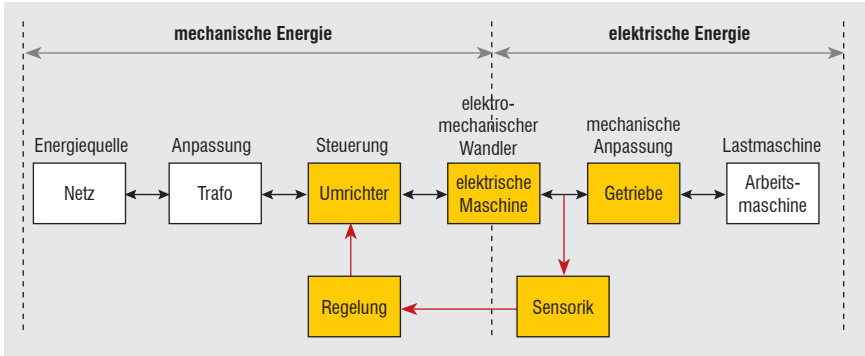 mechanische Energie
elektrische Energie
Energiequelle
Anpassung
Steuerung
elektro-
mechanischer
Wandler
mechanische
Anpassung
Lastmaschine
Netz
Trafo
Umrichter
elektrische
Maschine
Getriebe
Arbeits-
maschine
Regelung
Sensorik